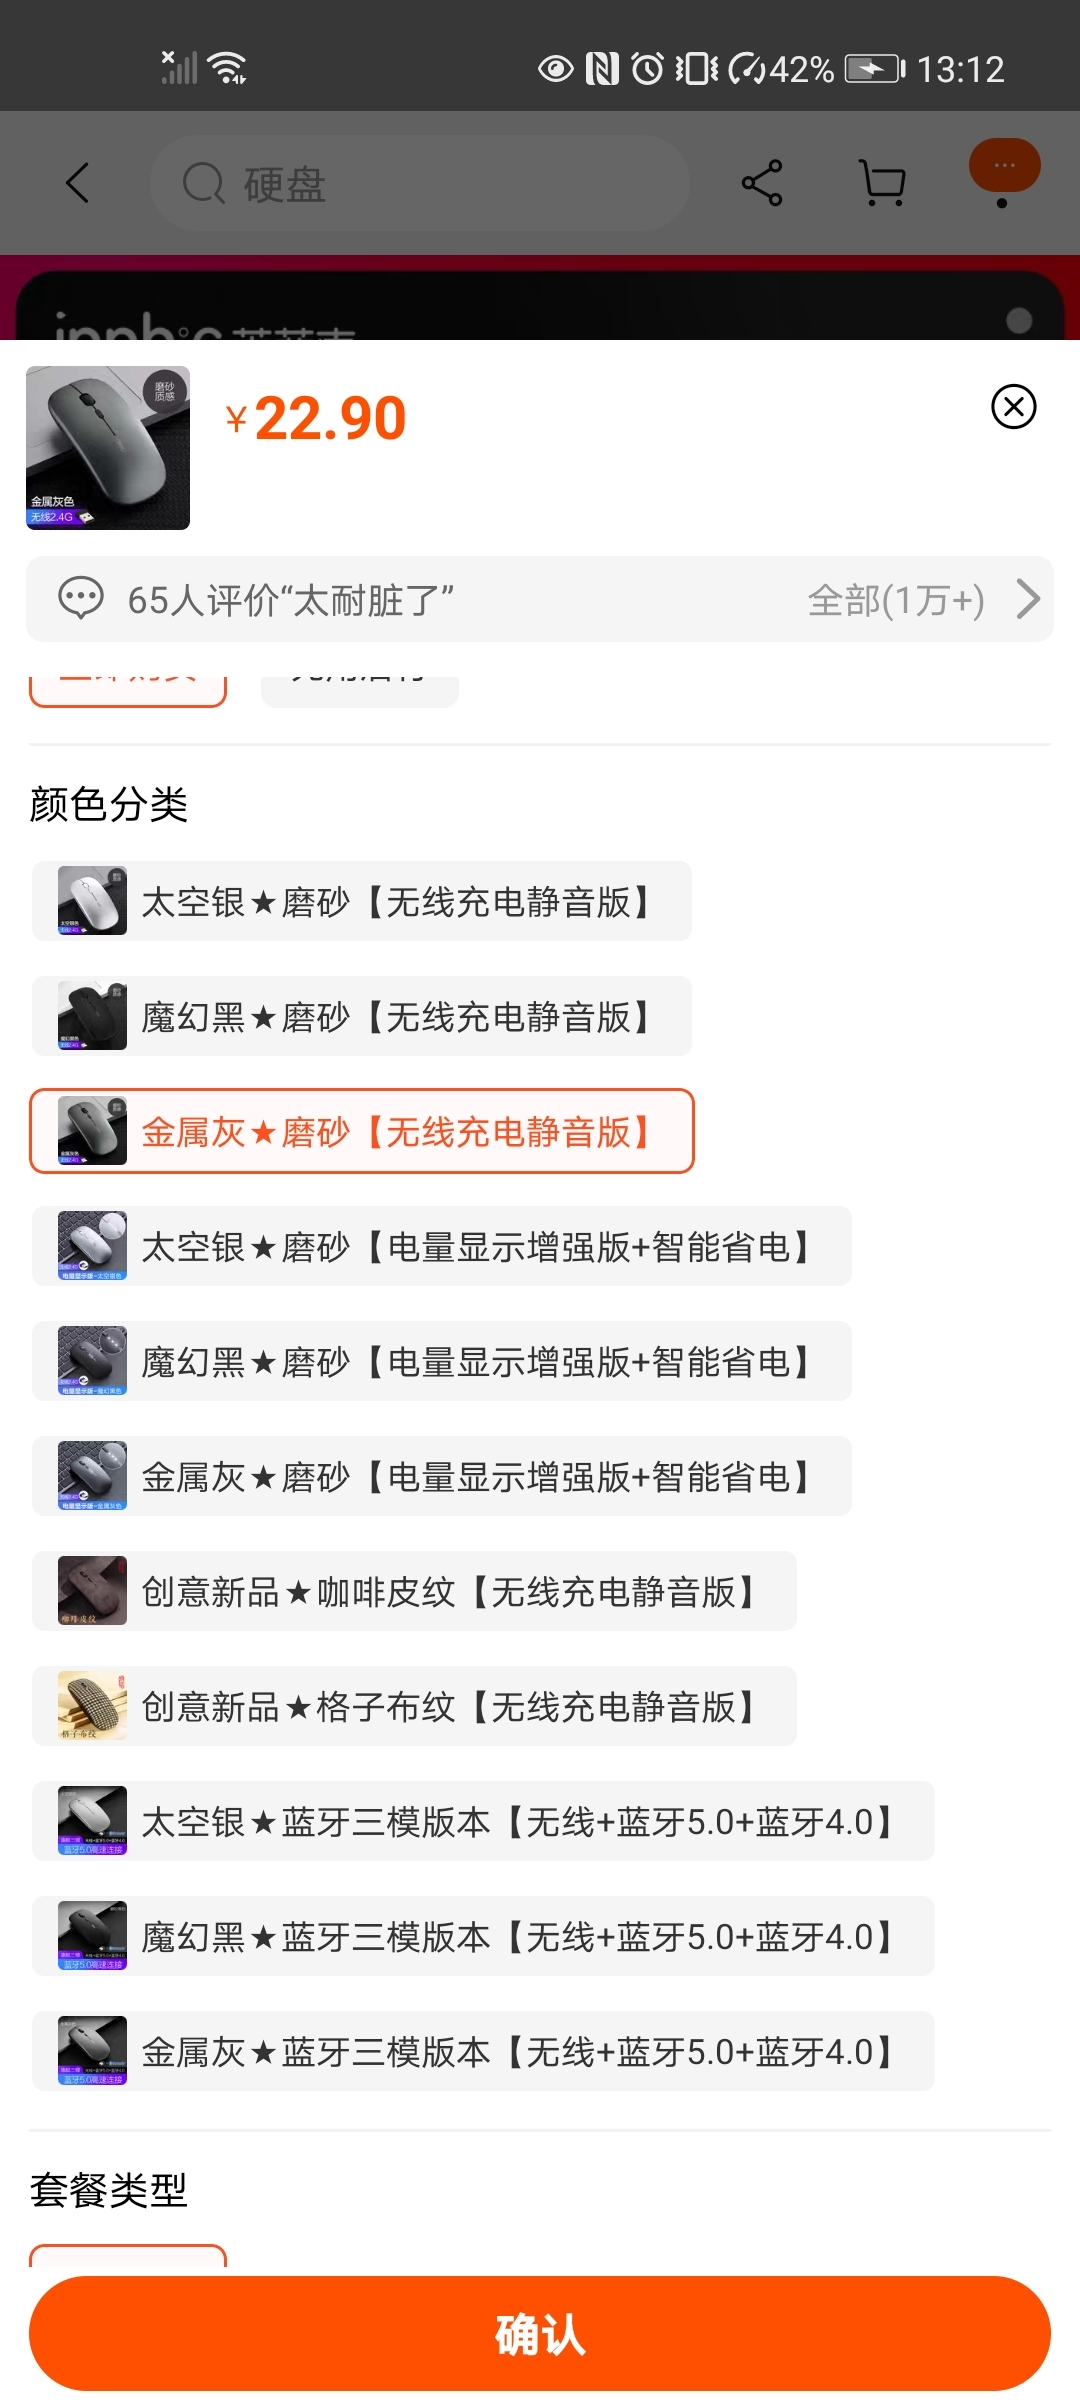 42% 13:12
硬盘
磨砂
质感
金属灰色
无线2.4G
¥22.90
65人评价“太耐脏了”
全部(1万+)
颜色分类
太空银★磨砂【无线充电静音版】
魔幻黑★磨砂【无线充电静音版】
金属灰★磨砂【无线充电静音版】
太空银★磨砂【电量显示增强版+智能省电】
魔幻黑★磨砂【电量显示增强版+智能省电】
金属灰★磨砂【电量显示增强版+智能省电】
创意新品★咖啡皮纹【无线充电静音版】
创意新品★格子布纹【无线充电静音版】
太空银★蓝牙三模版本【无线+蓝牙5.0+蓝牙4.0】
魔幻黑★蓝牙三模版本【无线+蓝牙5.0+蓝牙4.0】
金属灰★蓝牙三模版本【无线+蓝牙5.0+蓝牙4.0】
套餐类型
确认